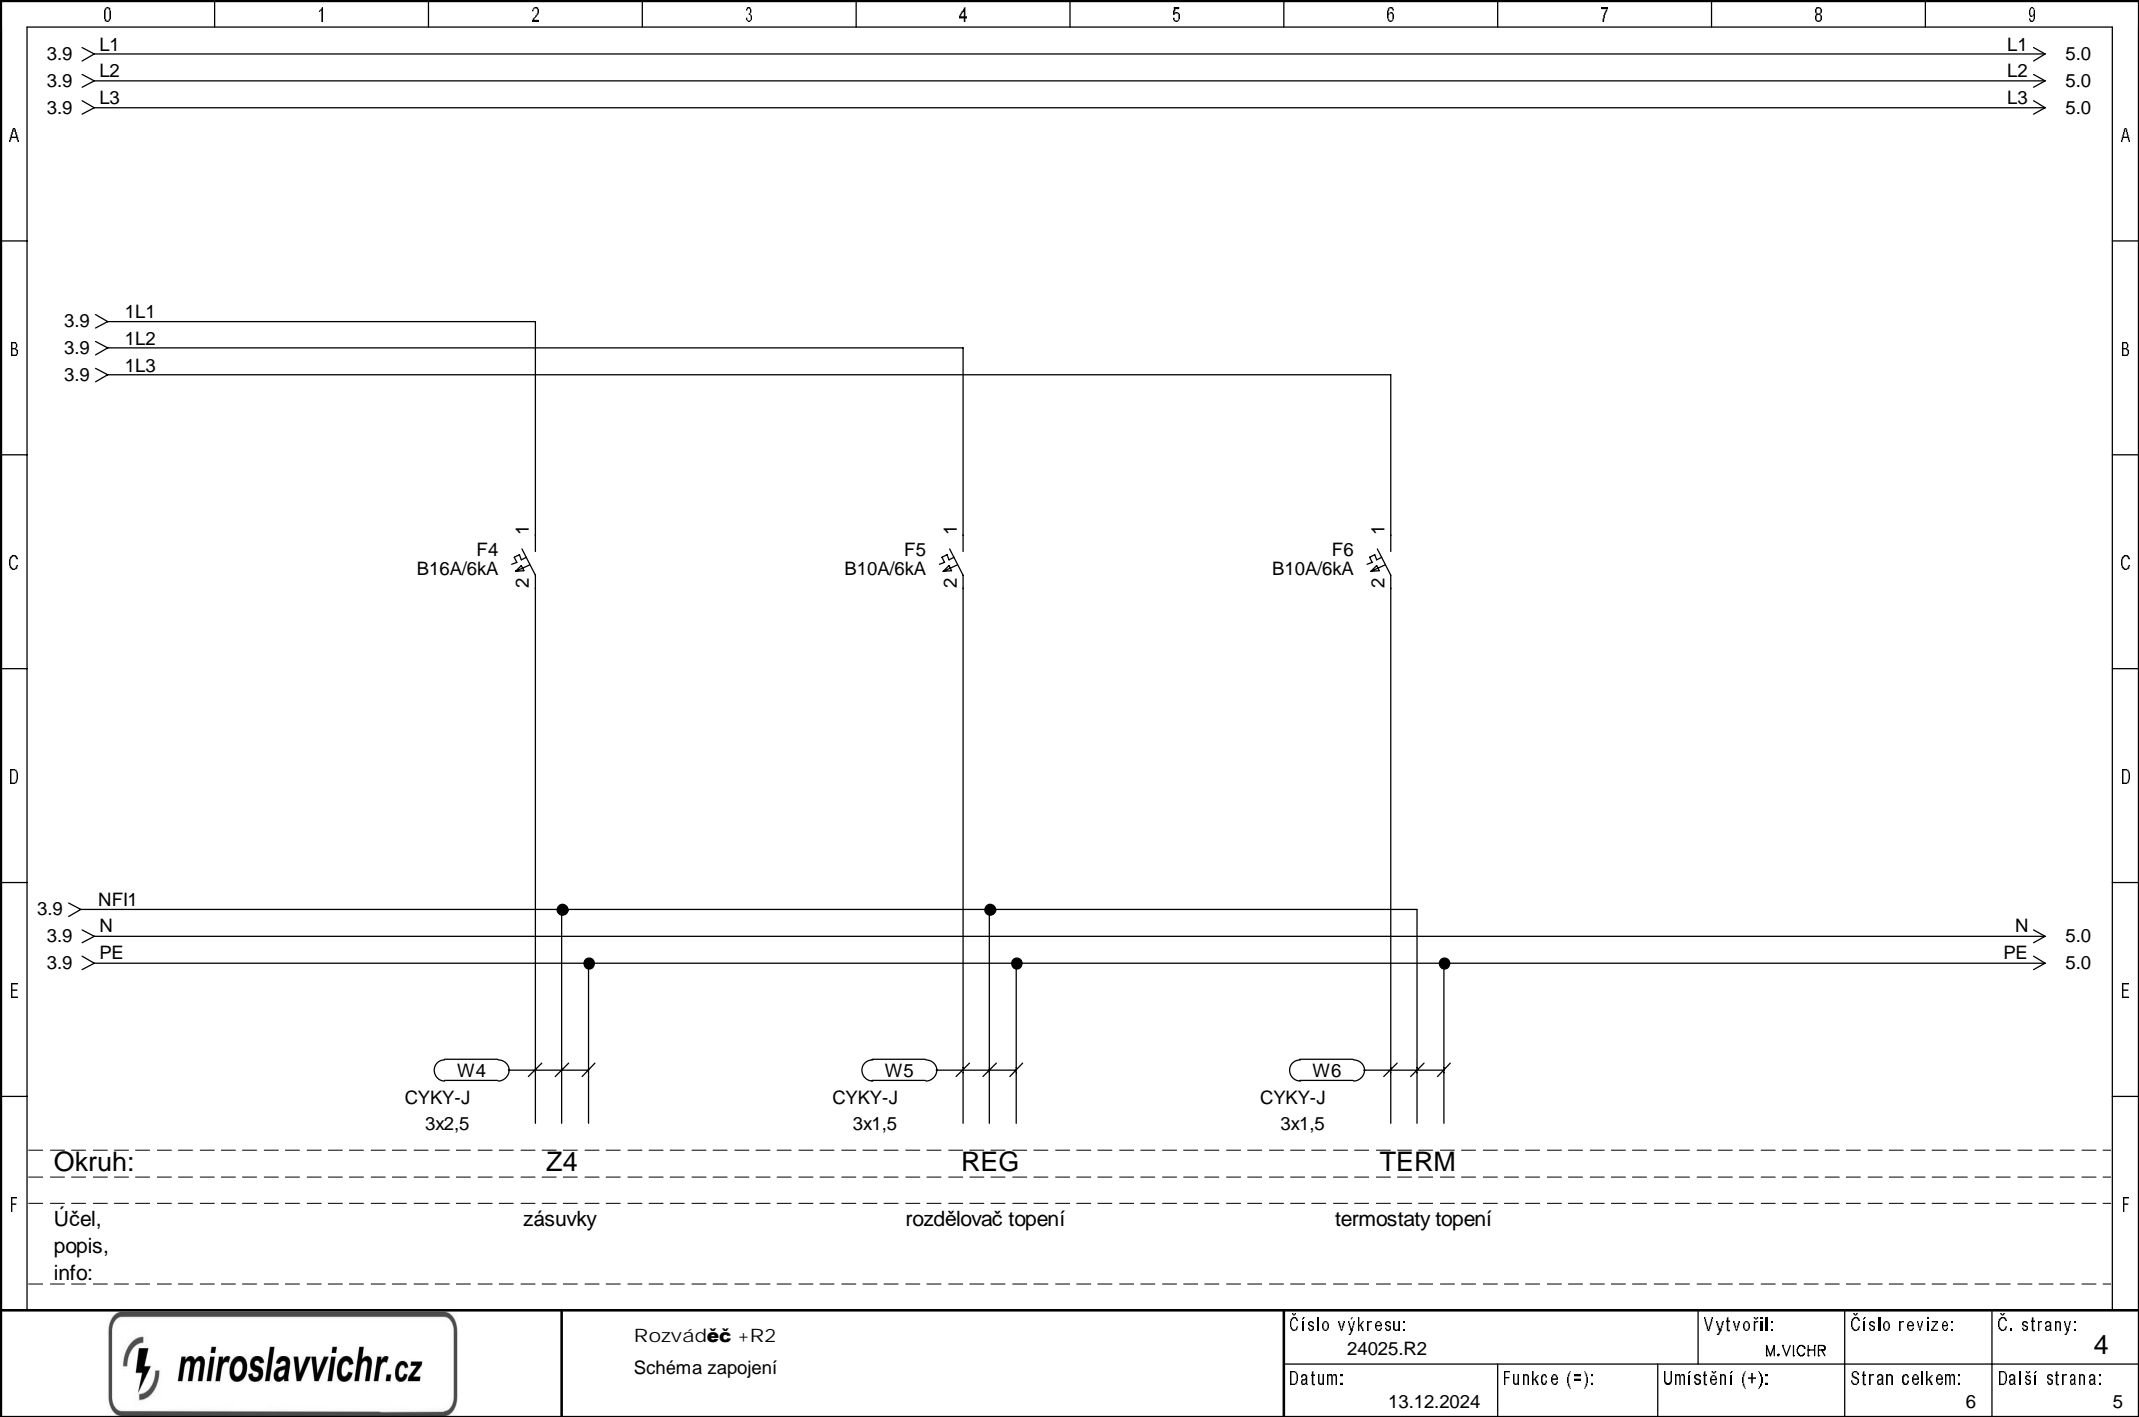 0 1 2 3 4 5 6 7 8 9
3.9 L1 L1 5.0
3.9 L2 L2 5.0
3.9 L3 L3 5.0
A A
3.9 1L1
3.9 1L2
B B
3.9 1L3
1 1 1
F4 F5 F6
C B16A/6kA B10A/6kA B10A/6kA C
2 2 2
D D
3.9 NFI1
3.9 N N 5.0
3.9 PE PE 5.0
E E
W4 W5 W6
CYKY-J CYKY-J CYKY-J
3x2,5 3x1,5 3x1,5
Okruh: Z4 REG TERM
F F
Účel, zásuvky rozdělovač topení termostaty topení
popis,
info:
miroslavvichr.cz
Rozváděč +R2
Schéma zapojení
Číslo výkresu: Vytvořil: Číslo revize: Č. strany:
24025.R2 M.VICHR 4
Datum: Funkce (=): Umístění (+): Stran celkem: Další strana:
13.12.2024 6 5